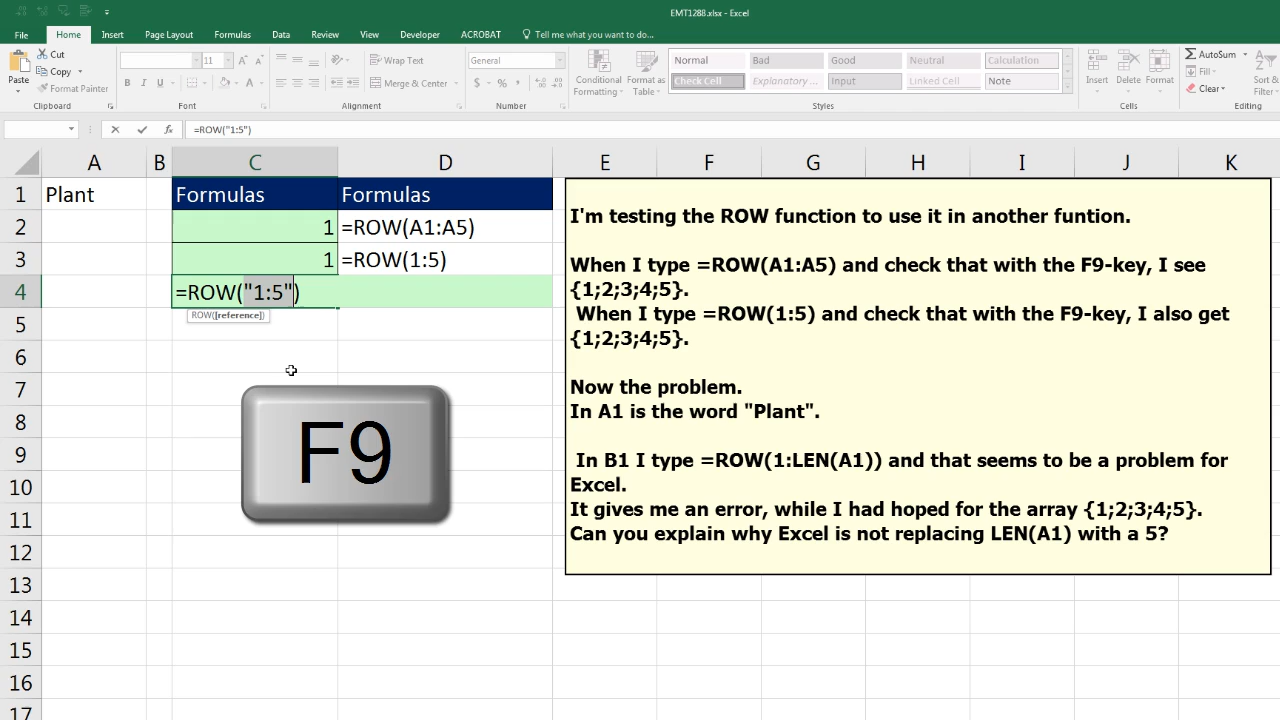 EMT1288.xlsx - Excel
File Home Insert Page Layout Formulas Data Review View Developer ACROBAT Tell me what you want to do...
Paste
Cut
Copy
Format Painter
Clipboard
11 A A
B I U
Font
Wrap Text
Merge & Center
Alignment
General
$ % ,
Number
Conditional Formatting
Format as Table
Normal Bad Good Neutral Calculation
Check Cell Explanatory ... Input Linked Cell Note
Styles
Insert Delete Format
Cells
AutoSum
Fill
Clear
Sort &
Filter
Editing
fx =ROW("1:5")
A B C D E F G H I J K
1 Plant Formulas Formulas
2 1 =ROW(A1:A5)
3 1 =ROW(1:5)
4 =ROW("1:5")
ROW([reference])
5
6
7
8
9
10
11
12
13
14
15
16
17
F9
I'm testing the ROW function to use it in another funtion.
When I type =ROW(A1:A5) and check that with the F9-key, I see
{1;2;3;4;5}.
When I type =ROW(1:5) and check that with the F9-key, I also get
{1;2;3;4;5}.
Now the problem.
In A1 is the word "Plant".
In B1 I type =ROW(1:LEN(A1)) and that seems to be a problem for
Excel.
It gives me an error, while I had hoped for the array {1;2;3;4;5}.
Can you explain why Excel is not replacing LEN(A1) with a 5?